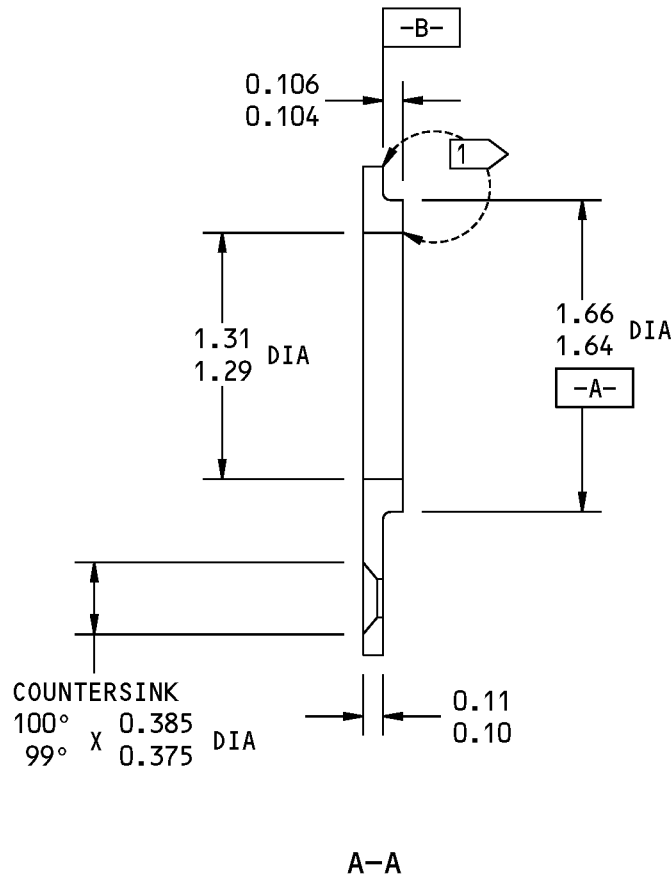 -B-
0.106
0.104
1
1.31
1.29 DIA
1.66
1.64 DIA
-A-
COUNTERSINK
100° X 0.385 DIA
99° 0.375
0.11
0.10
A-A